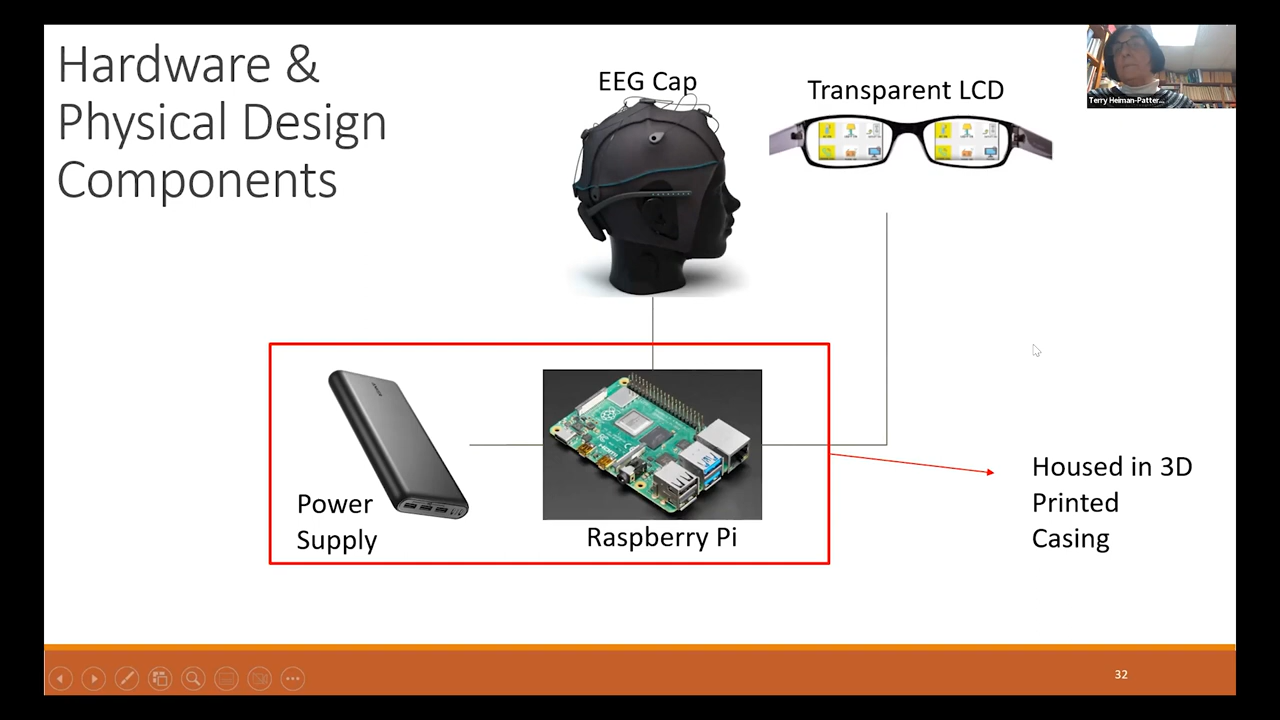 Hardware &
Physical Design
Components
EEG Cap
Transparent LCD
Terry Heiman-Patter...
Power
Supply
Raspberry Pi
Housed in 3D
Printed
Casing
32